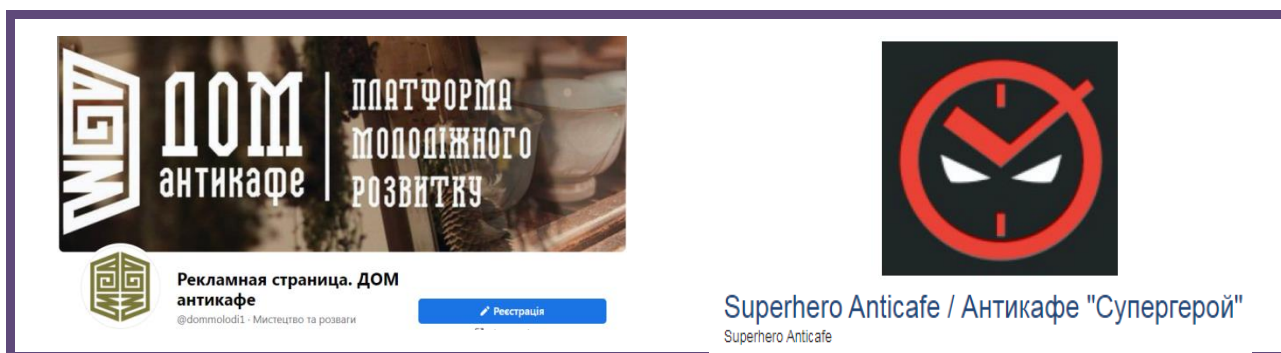 ДОМ
антикафе
ПЛАТФОРМА
МОЛОДІЖНОГО
РОЗВИТКУ
Рекламная страница. ДОМ
антикафе
@dommolodi1 · Мистецтво та розваги
Реєстрація
Superhero Anticafe / Антикафе "Супергерой"
Superhero Anticafe